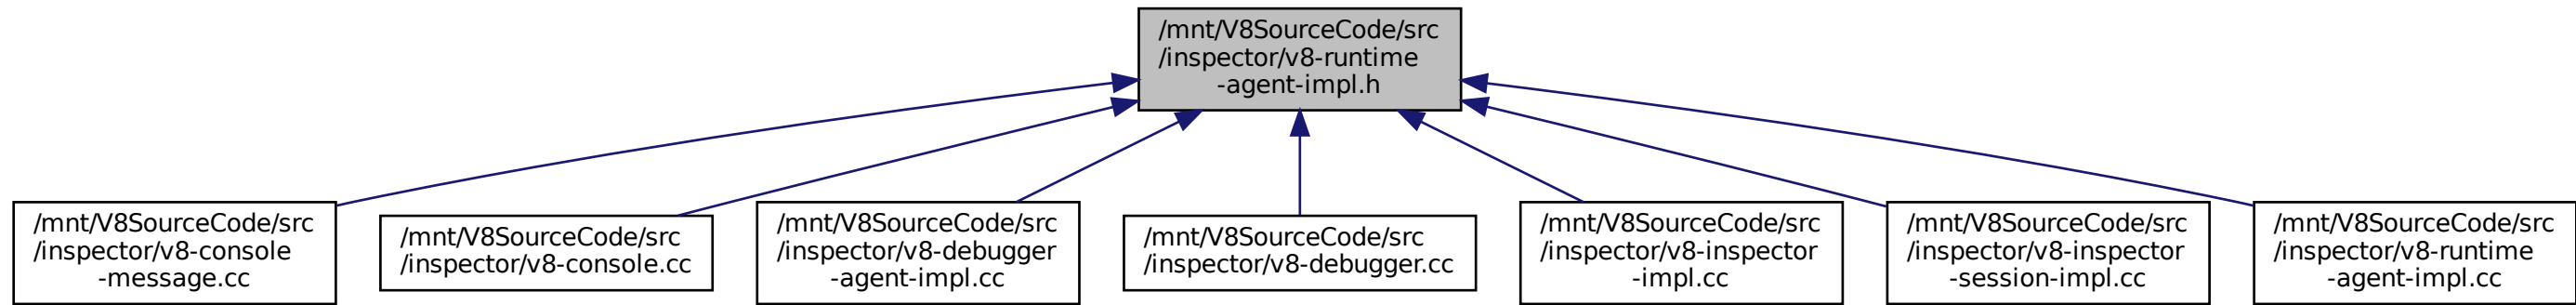 /mnt/V8SourceCode/src
/inspector/v8-runtime
-agent-impl.h
/mnt/V8SourceCode/src
/inspector/v8-console
-message.cc
/mnt/V8SourceCode/src
/inspector/v8-console.cc
/mnt/V8SourceCode/src
/inspector/v8-debugger
-agent-impl.cc
/mnt/V8SourceCode/src
/inspector/v8-debugger.cc
/mnt/V8SourceCode/src
/inspector/v8-inspector
-impl.cc
/mnt/V8SourceCode/src
/inspector/v8-inspector
-session-impl.cc
/mnt/V8SourceCode/src
/inspector/v8-runtime
-agent-impl.cc